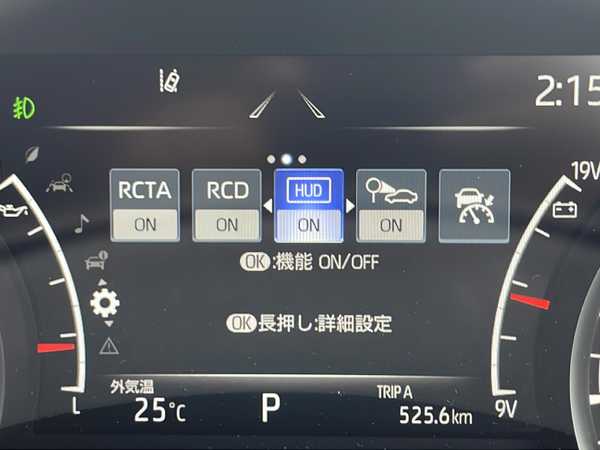 2:15
19V
RCTA
RCD
HUD
ON
ON
ON
ON
OK:機能 ON/OFF
OK長押し:詳細設定
外気温
25℃
P
TRIP A
525.6km
L
9V